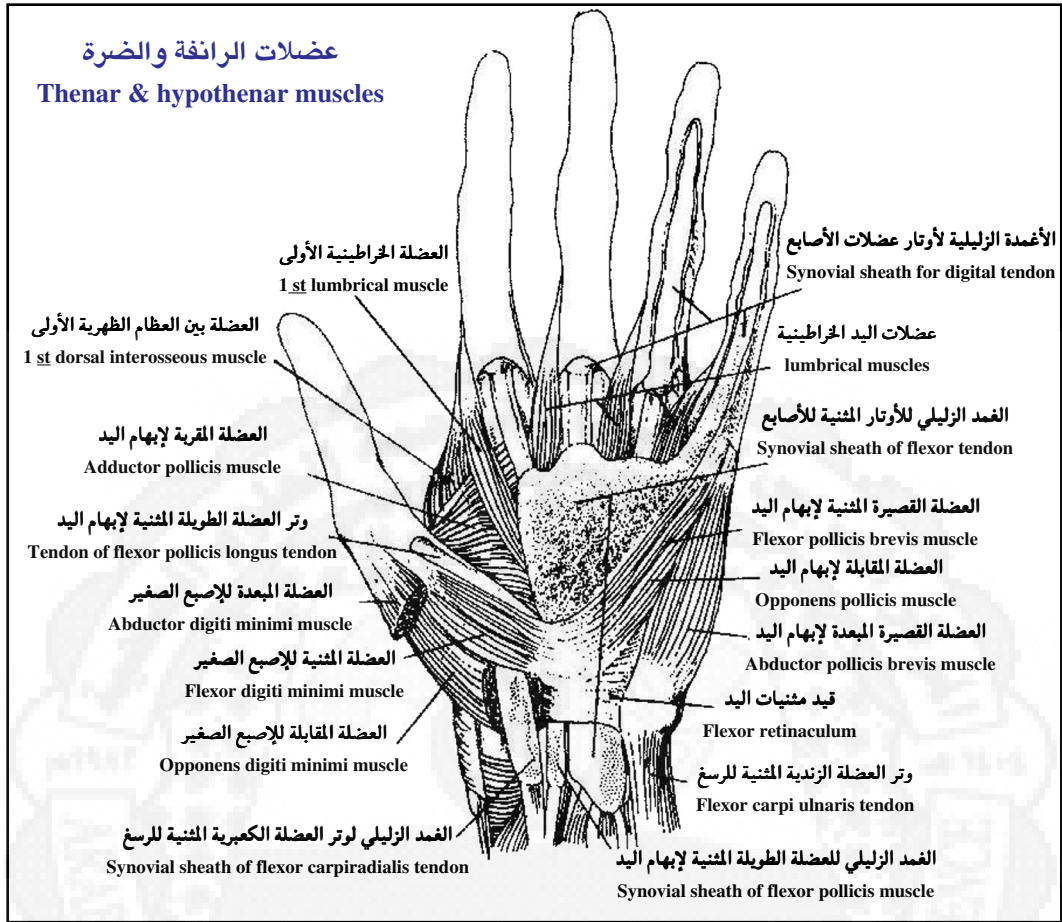 عضلات الرانفة والضرة
Thenar & hypothenar muscles
العضلة الخراطينية الأولى
1 st lumbrical muscle
العضلة بين العظام الظهرية الأولى
1 st dorsal interosseous muscle
العضلة المقربة لإبهام اليد
Adductor pollicis muscle
وتر العضلة الطويلة المثنية لإبهام اليد
Tendon of flexor pollicis longus tendon
العضلة المبعدة للإصبع الصغير
Abductor digiti minimi muscle
العضلة المثنية للإصبع الصغير
Flexor digiti minimi muscle
العضلة المقابلة للإصبع الصغير
Opponens digiti minimi muscle
الغمد الزليلي لوتر العضلة الكعبرية المثنية للرسغ
Synovial sheath of flexor carpiradialis tendon
الأغمدة الزليلية لأوتار عضلات الأصابع
Synovial sheath for digital tendon
عضلات اليد الخراطينية
lumbrical muscles
الغمد الزليلي للأوتار المثنية للأصابع
Synovial sheath of flexor tendon
العضلة القصيرة المثنية لإبهام اليد
Flexor pollicis brevis muscle
العضلة المقابلة لإبهام اليد
Opponens pollicis muscle
العضلة القصيرة المبعدة لإبهام اليد
Abductor pollicis brevis muscle
قيد مثنيات اليد
Flexor retinaculum
وتر العضلة الزندية المثنية للرسغ
Flexor carpi ulnaris tendon
الغمد الزليلي للعضلة الطويلة المثنية لإبهام اليد
Synovial sheath of flexor pollicis muscle